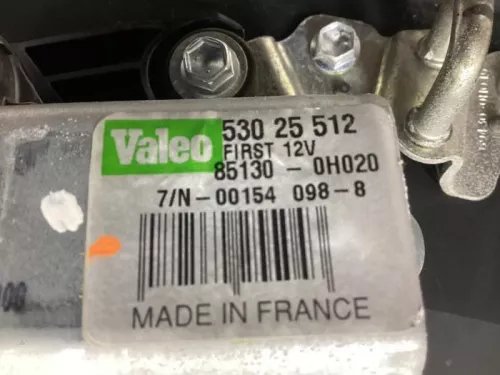 Valeo
530 25 512
FIRST 12V
85130 - 0H020
7/N - 00154 098 - 8
MADE IN FRANCE